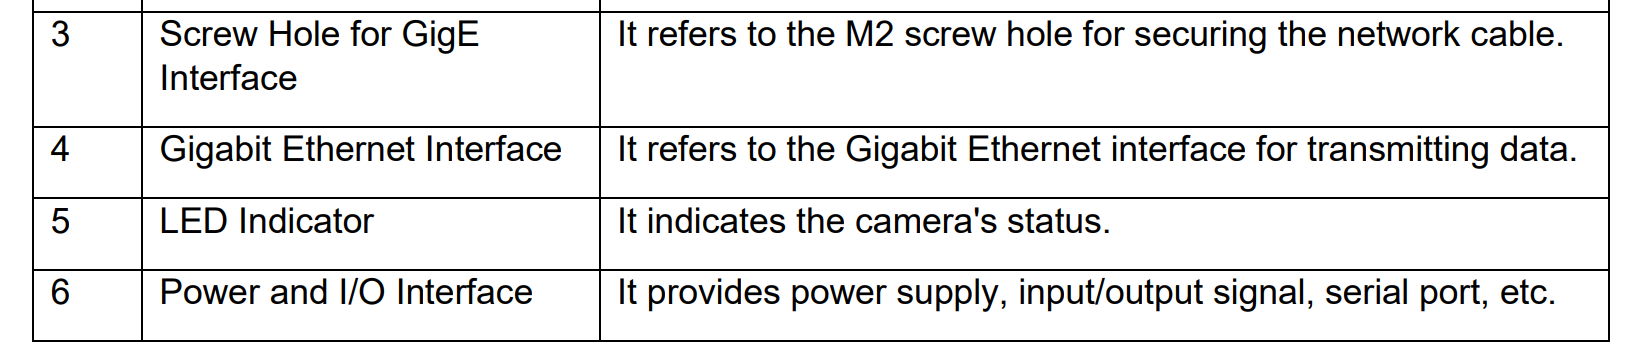 3 Screw Hole for GigE It refers to the M2 screw hole for securing the network cable.
Interface
4 Gigabit Ethernet Interface It refers to the Gigabit Ethernet interface for transmitting data.
5 LED Indicator It indicates the camera's status.
6 Power and I/O Interface It provides power supply, input/output signal, serial port, etc.